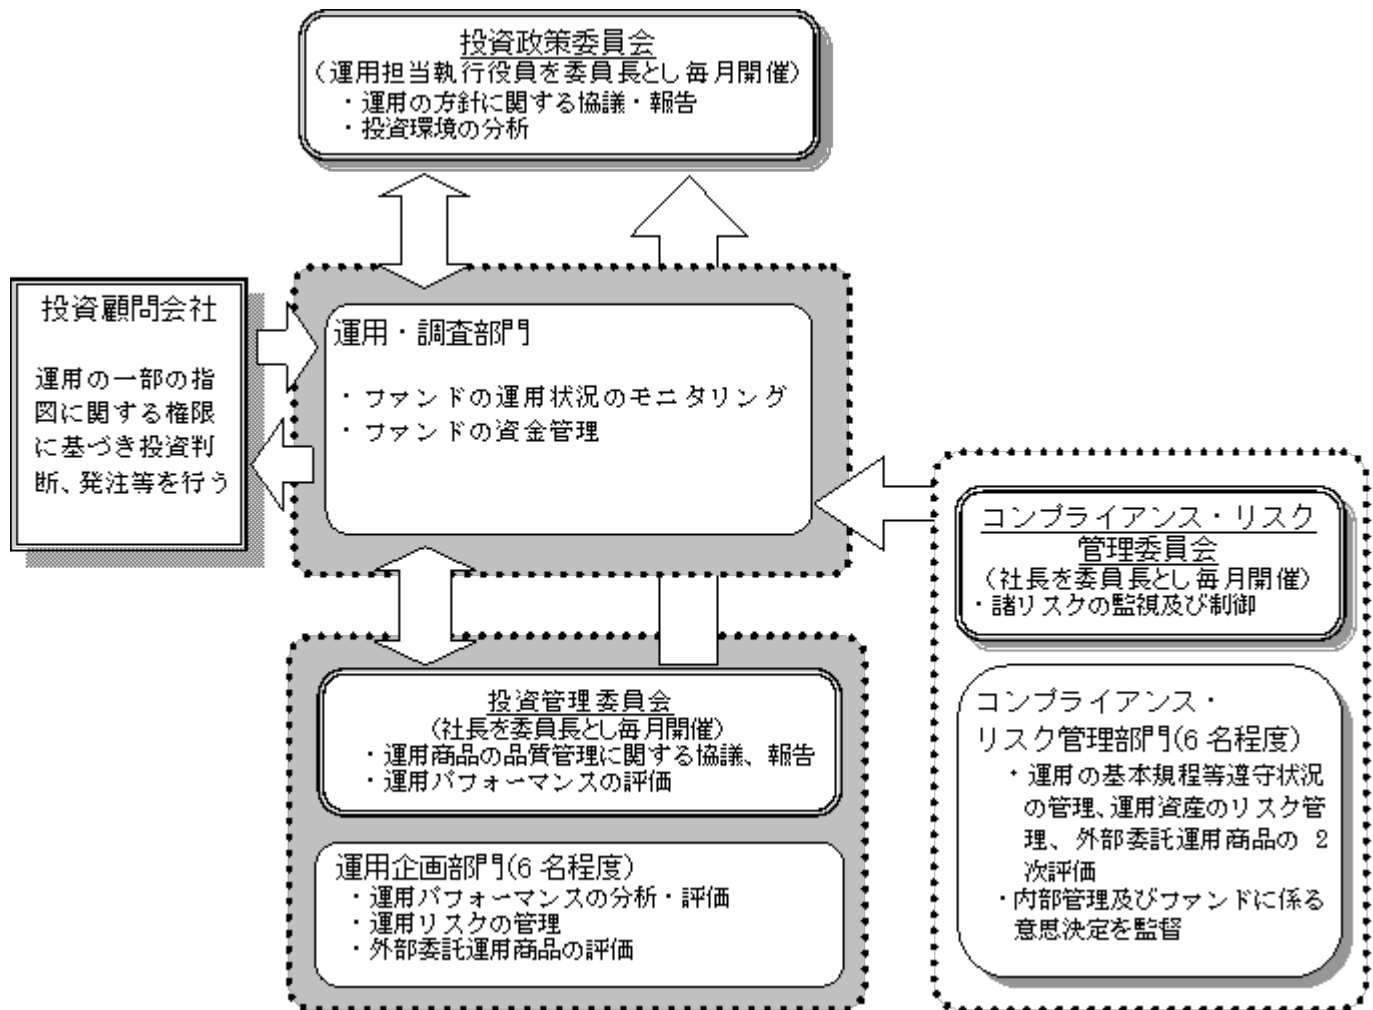 投資政策委員会
（運用担当執行役員を委員長とし毎月開催）
・運用の方針に関する協議・報告
・投資環境の分析
投資顧問会社
運用の一部の指
図に関する権限
に基づき投資判
断、発注等を行う
運用・調査部門
・ファンドの運用状況のモニタリング
・ファンドの資金管理
コンプライアンス・リスク
管理委員会
（社長を委員長とし毎月開催）
・諸リスクの監視及び制御
投資管理委員会
（社長を委員長とし毎月開催）
・運用商品の品質管理に関する協議、報告
・運用パフォーマンスの評価
運用企画部門(6 名程度)
・運用パフォーマンスの分析・評価
・運用リスクの管理
・外部委託運用商品の評価
コンプライアンス・
リスク管理部門(6 名程度)
・運用の基本規程等遵守状況
の管理、運用資産のリスク管
理、外部委託運用商品の 2
次評価
・内部管理及びファンドに係る
意思決定を監督